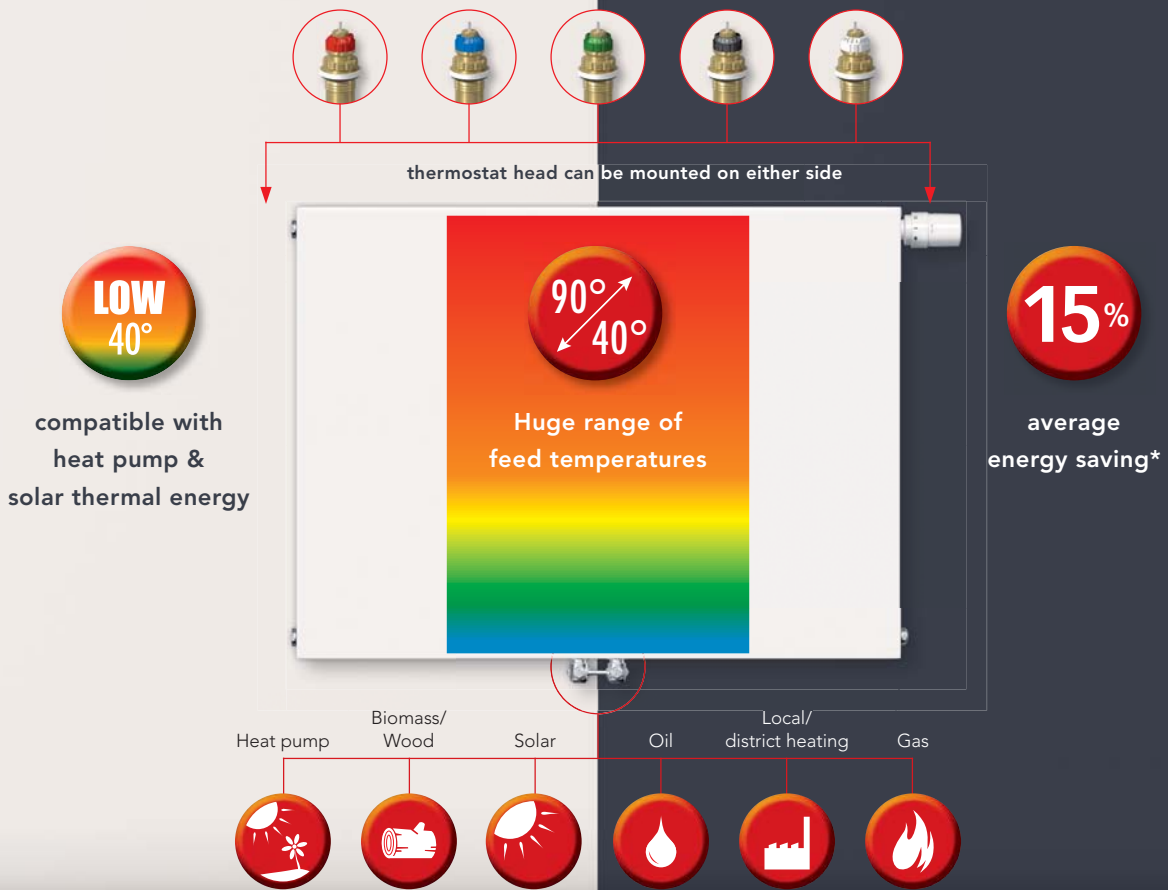 thermostat head can be mounted on either side
LOW
40°
compatible with
heat pump &
solar thermal energy
90°
40°
Huge range of
feed temperatures
15%
average
energy saving*
Heat pump
Biomass/
Wood
Solar
Oil
Local/
district heating
Gas